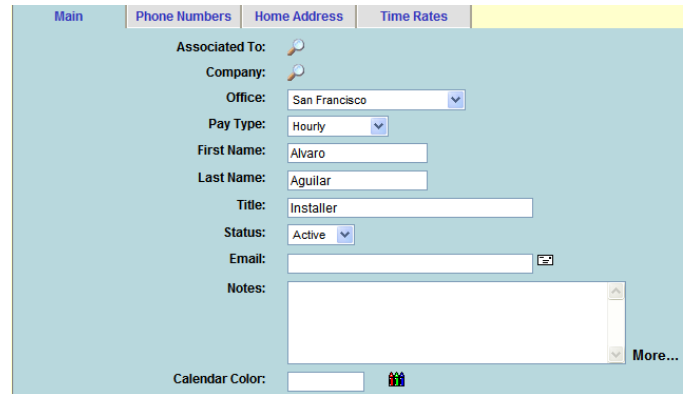 Main Phone Numbers Home Address Time Rates
Associated To:
Company:
Office: San Francisco
Pay Type: Hourly
First Name: Alvaro
Last Name: Aguilar
Title: Installer
Status: Active
Email:
Notes:
More...
Calendar Color: